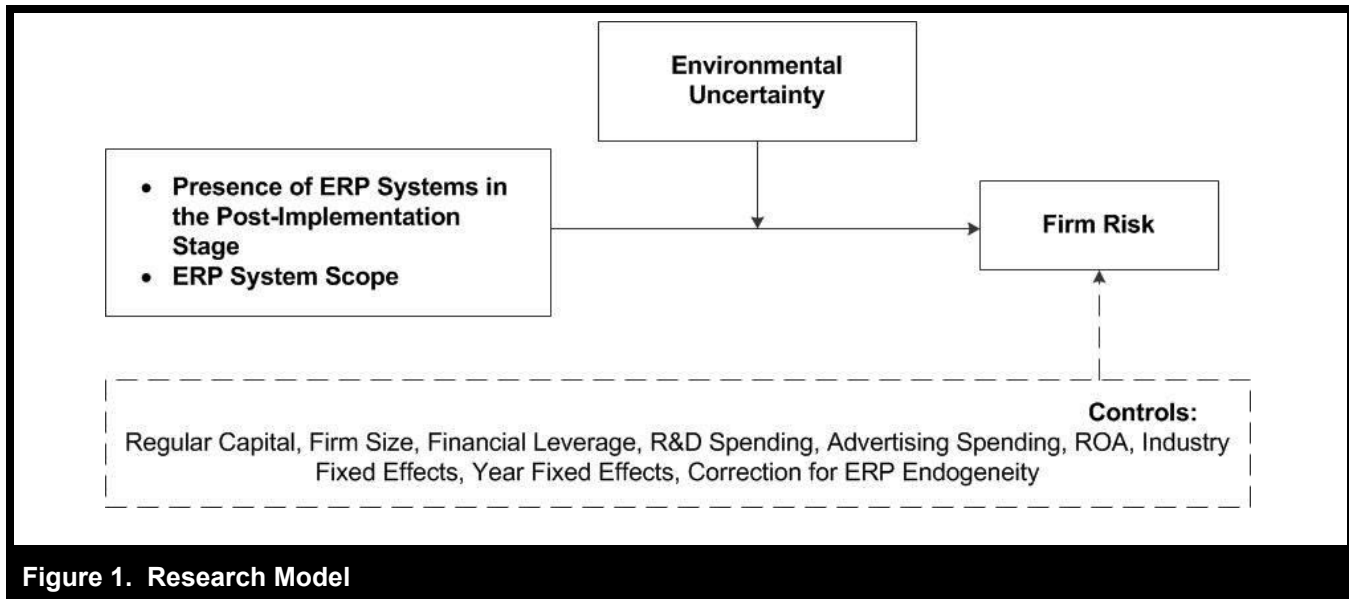 Environmental
Uncertainty
• Presence of ERP Systems in
the Post-Implementation
Stage
• ERP System Scope
Firm Risk
Controls:
Regular Capital, Firm Size, Financial Leverage, R&D Spending, Advertising Spending, ROA, Industry
Fixed Effects, Year Fixed Effects, Correction for ERP Endogeneity
Figure 1. Research Model